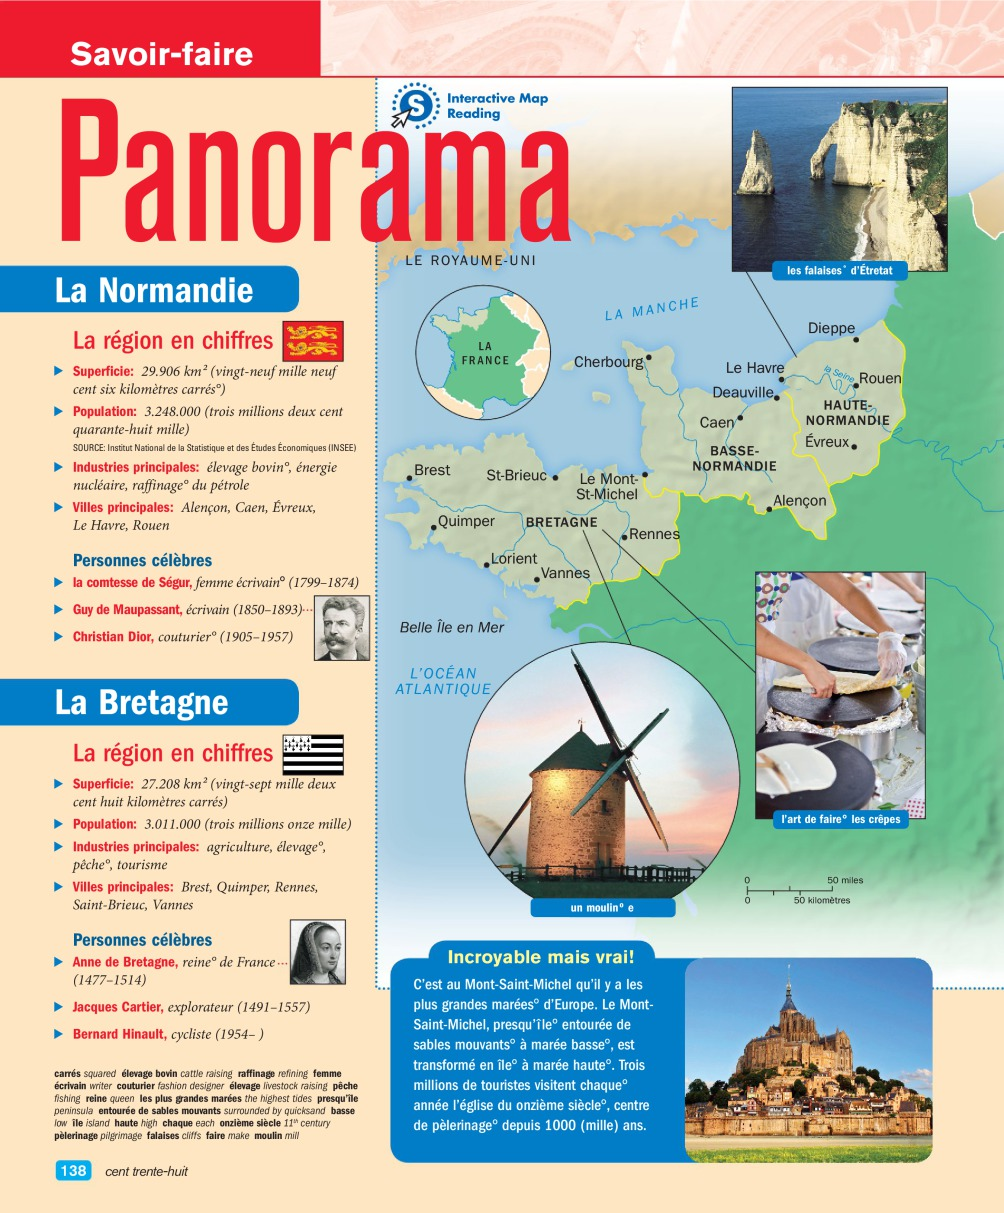 Savoir-faire
Panorama
Interactive Map
Reading
La Normandie
La région en chiffres
Superficie: 29.906 km² (vingt-neuf mille neuf
cent six kilomètres carrés°)
Population: 3.248.000 (trois millions deux cent
quarante-huit mille)
SOURCE: Institut National de la Statistique et des Études Économiques (INSEE)
Industries principales: élevage bovin°, énergie
nucléaire, raffinage° du pétrole
Villes principales: Alençon, Caen, Évreux,
Le Havre, Rouen
Personnes célèbres
la comtesse de Ségur, femme écrivain° (1799–1874)
Guy de Maupassant, écrivain (1850–1893)
Christian Dior, couturier° (1905–1957)
La Bretagne
La région en chiffres
Superficie: 27.208 km² (vingt-sept mille deux
cent huit kilomètres carrés)
Population: 3.011.000 (trois millions onze mille)
Industries principales: agriculture, élevage°,
pêche°, tourisme
Villes principales: Brest, Quimper, Rennes,
Saint-Brieuc, Vannes
Personnes célèbres
Anne de Bretagne, reine° de France
(1477–1514)
Jacques Cartier, explorateur (1491–1557)
Bernard Hinault, cycliste (1954– )
carrés squared élevage bovin cattle raising raffinage refining femme
écrivain writer couturier fashion designer élevage livestock raising pêche
fishing reine queen les plus grandes marées the highest tides presqu'île
peninsula entourée de sables mouvants surrounded by quicksand basse
low île island haute high chaque each onzième siècle 11th century
pèlerinage pilgrimage falaises cliffs faire make moulin mill
138 cent trente-huit
LE ROYAUME-UNI
LA MANCHE
LA
FRANCE
les falaises° d'Étretat
Dieppe
Cherbourg
Le Havre
la Seine
Rouen
Deauville
HAUTE-
NORMANDIE
Caen
Évreux
BASSE-
NORMANDIE
Brest
St-Brieuc
Le Mont-
St-Michel
Alençon
Quimper
BRETAGNE
Rennes
Lorient
Vannes
Belle Île en Mer
L'OCÉAN
ATLANTIQUE
l'art de faire° les crêpes
un moulin° e
0 50 miles
0 50 kilomètres
Incroyable mais vrai!
C'est au Mont-Saint-Michel qu'il y a les
plus grandes marées° d'Europe. Le Mont-
Saint-Michel, presqu'île° entourée de
sables mouvants° à marée basse°, est
transformé en île° à marée haute°. Trois
millions de touristes visitent chaque°
année l'église du onzième siècle°, centre
de pèlerinage° depuis 1000 (mille) ans.